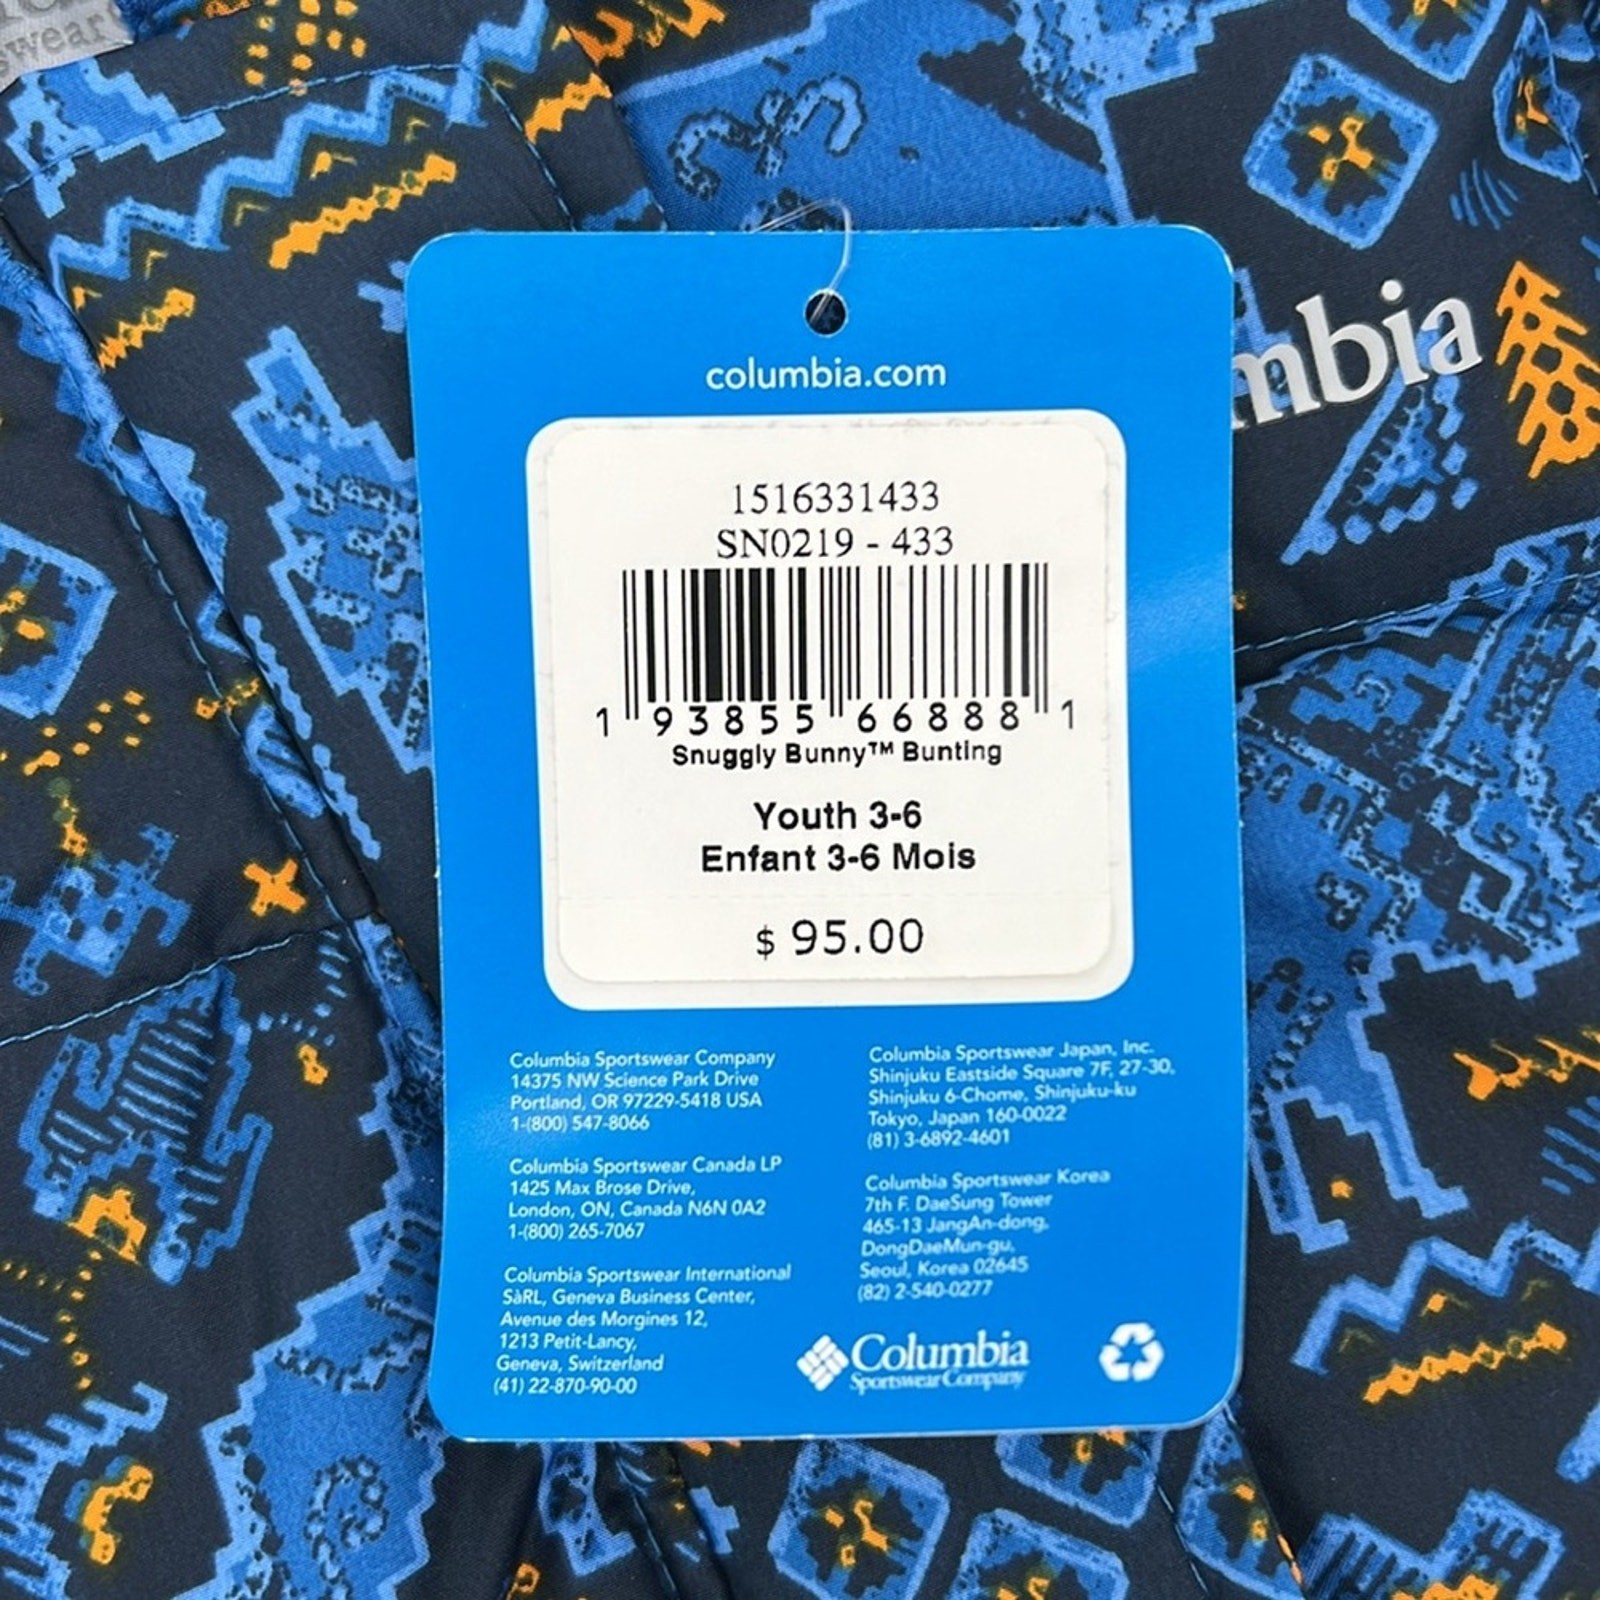 swear
mbia
columbia.com
1516331433
SN0219 - 433
1 93855 66888 1
Snuggly Bunny™ Bunting
Youth 3-6
Enfant 3-6 Mois
$ 95.00
Columbia Sportswear Company
14375 NW Science Park Drive
Portland, OR 97229-5418 USA
1-(800) 547-8066
Columbia Sportswear Canada LP
1425 Max Brose Drive,
London, ON, Canada N6N 0A2
1-(800) 265-7067
Columbia Sportswear International
SàRL, Geneva Business Center,
Avenue des Morgines 12,
1213 Petit-Lancy,
Geneva, Switzerland
(41) 22-870-90-00
Columbia Sportswear Japan, Inc.
Shinjuku Eastside Square 7F, 27-30,
Shinjuku 6-Chome, Shinjuku-ku
Tokyo, Japan 160-0022
(81) 3-6892-4601
Columbia Sportswear Korea
7th F. DaeSung Tower
465-13 JangAn-dong,
DongDaeMun-gu,
Seoul, Korea 02645
(82) 2-540-0277
Columbia
Sportswear Company